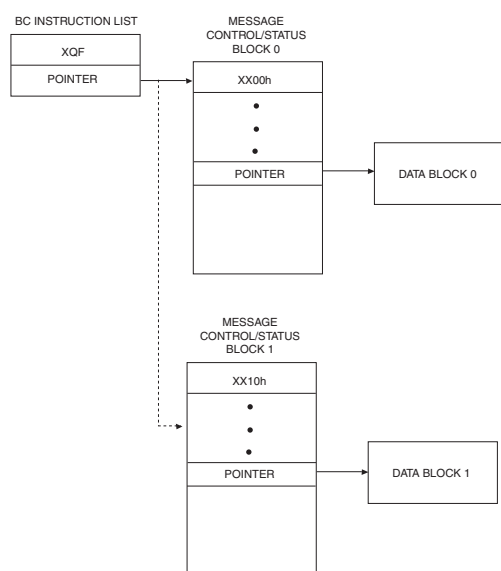 BC INSTRUCTION LIST
XQF
POINTER
MESSAGE
CONTROL/STATUS
BLOCK 0
XX00h
POINTER
DATA BLOCK 0
MESSAGE
CONTROL/STATUS
BLOCK 1
XX10h
POINTER
DATA BLOCK 1